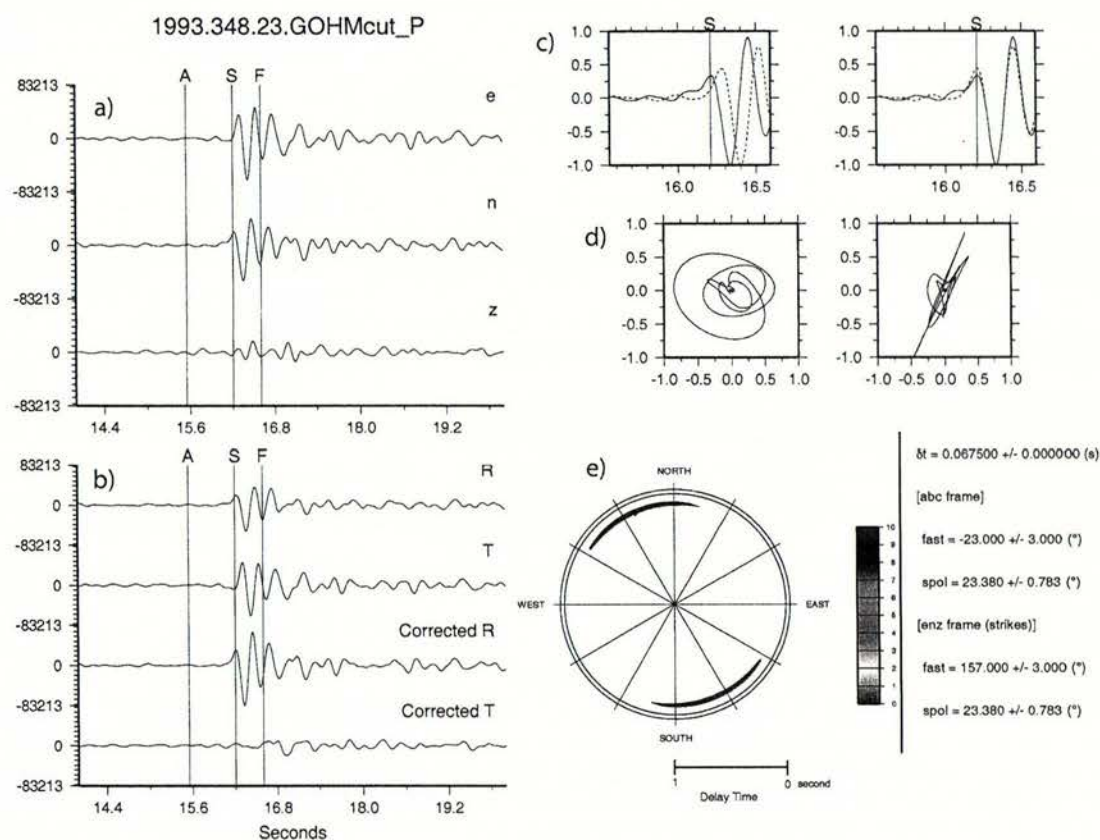 1993.348.23.GOHMcut_P
a)
A S F
83213
e
0
-83213
n
0
-83213
z
0
-83213
14.4 15.6 16.8 18.0 19.2
b)
A S F
83213
R
0
-83213
T
0
-83213
Corrected R
0
-83213
Corrected T
0
-83213
14.4 15.6 16.8 18.0 19.2
Seconds
c)
S
1.0
0.5
0.0
-0.5
-1.0
16.0 16.5
S
1.0
0.5
0.0
-0.5
-1.0
16.0 16.5
d)
1.0
0.5
0.0
-0.5
-1.0
-1.0 -0.5 0.0 0.5 1.0
1.0
0.5
0.0
-0.5
-1.0
-1.0 -0.5 0.0 0.5 1.0
e)
NORTH
WEST
EAST
SOUTH
1 0 second
Delay Time
10
9
8
7
6
5
4
3
2
1
0
δt = 0.067500 +/- 0.000000 (s)
[abc frame]
fast = -23.000 +/- 3.000 (°)
spol = 23.380 +/- 0.783 (°)
[enz frame (strikes)]
fast = 157.000 +/- 3.000 (°)
spol = 23.380 +/- 0.783 (°)